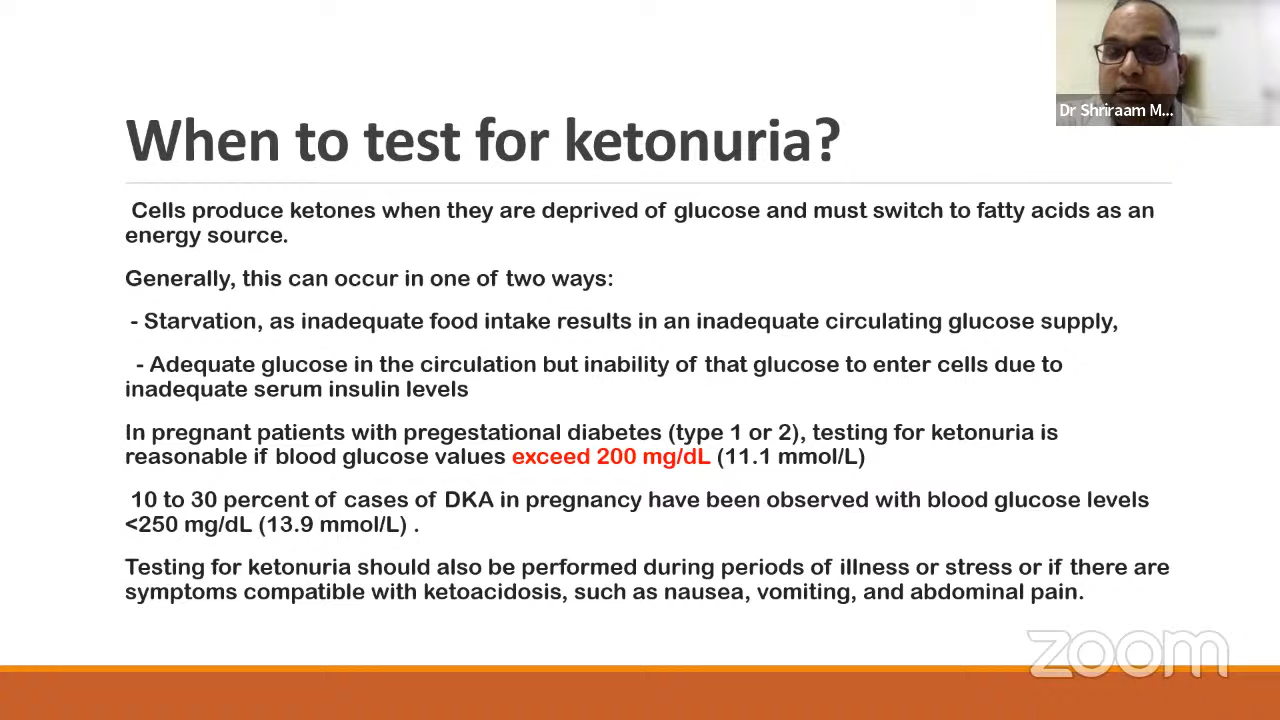 Dr Shriraam M...
When to test for ketonuria?
Cells produce ketones when they are deprived of glucose and must switch to fatty acids as an
energy source.
Generally, this can occur in one of two ways:
- Starvation, as inadequate food intake results in an inadequate circulating glucose supply,
- Adequate glucose in the circulation but inability of that glucose to enter cells due to
inadequate serum insulin levels
In pregnant patients with pregestational diabetes (type 1 or 2), testing for ketonuria is
reasonable if blood glucose values exceed 200 mg/dL (11.1 mmol/L)
10 to 30 percent of cases of DKA in pregnancy have been observed with blood glucose levels
<250 mg/dL (13.9 mmol/L) .
Testing for ketonuria should also be performed during periods of illness or stress or if there are
symptoms compatible with ketoacidosis, such as nausea, vomiting, and abdominal pain.
zoom